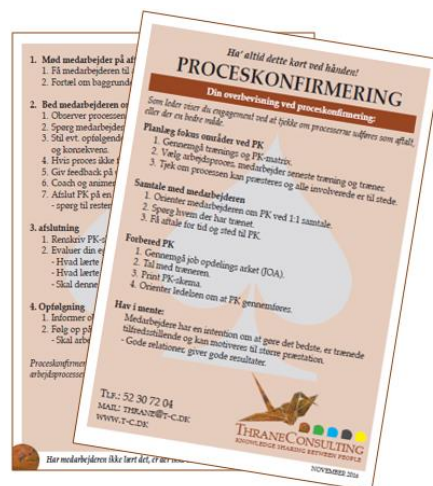 Ha' altid dette kort ved hånden!
PROCESKONFIRMERING
Din overbevisning ved proceskonfirmering:
Som leder viser du engagement ved at tjekke om processerne udføres som aftalt,
eller der en bedre måde.
Planlæg fokus områder ved PK
1. Gennemgå trænings og PK-matrix.
2. Vælg arbejdsproces, medarbejder seneste træning og træner.
3. Tjek om processen kan præsteres og alle involverede er til stede.
Samtale med medarbejderen
1. Orienter medarbejderen om PK ved 1:1 samtale.
2. Spørg hvem der har trænet.
3. Få aftale for tid og sted til PK.
Forbered PK
1. Gennemgå job opdelings arket (JOA).
2. Tal med træneren.
3. Print PK-skema.
4. Orienter ledelsen om at PK gennemføres.
Hav i mente:
Medarbejdere har en intention om at gøre det bedste, er trænede
tilfredsstillende og kan motiveres til større præstation.
- Gode relationer, giver gode resultater.
TLF.: 52 30 72 04
MAIL: THRANE@T-C.DK
WWW.T-C.DK
THRANECONSULTING
KNOWLEDGE SHARING BETWEEN PEOPLE
NOVEMBER 2016
1. Mød medarbejder på aft
1. Få medarbejderen til
2. Fortæl om baggrund
2. Bed medarbejderen om
1. Observer processen
2. Spørg medarbejder
3. Stil evt. opfølgende
og konsekvens.
4. Hvis proces ikke f
5. Giv feedback på
6. Coach og animer
7. Afslut PK på en
- spørg til rester
3. afslutning
1. Renskriv PK-s
2. Evaluer din eg
- Hvad lærte
- Hvad lærte
- Skal denne
4. Opfølgning
1. Informer ol
2. Følg op på
- Skal arbe
Proceskonfirmer
arbejdsprocesser
Har medarbejderen ikke lært det, er der ikk